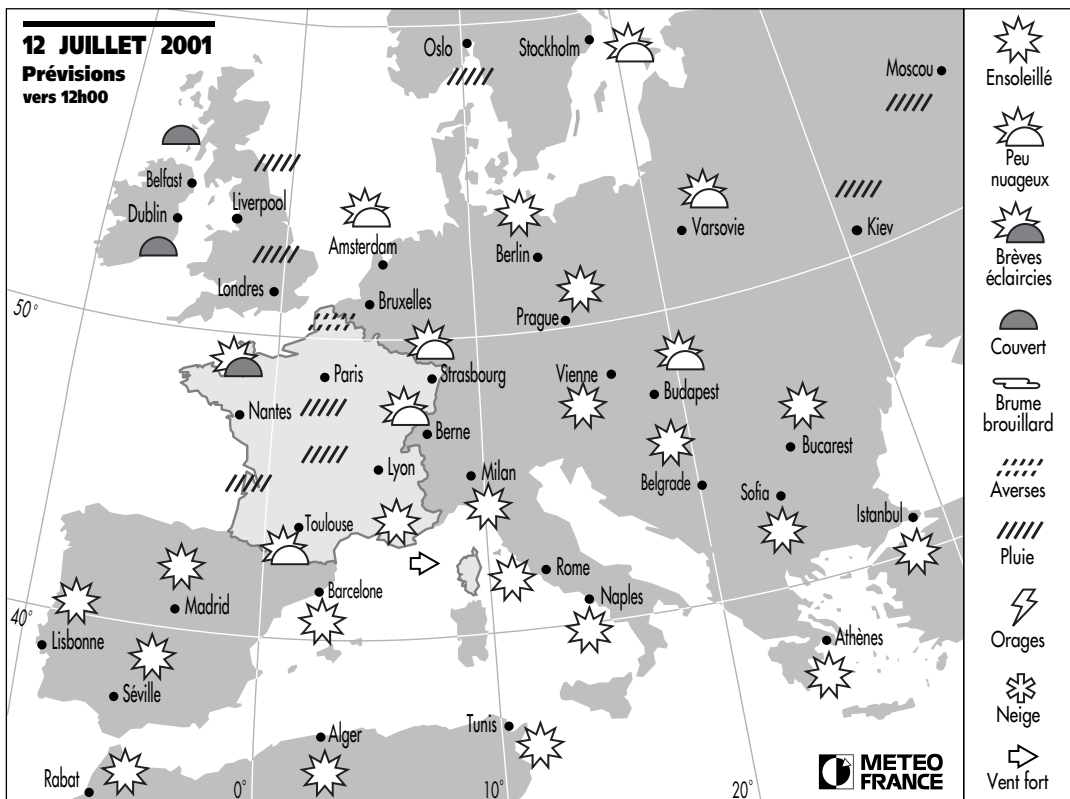 12 JUILLET 2001
Prévisions
vers 12h00
Oslo
Stockholm
Moscou
Belfast
Dublin
Liverpool
Amsterdam
Berlin
Varsovie
Kiev
Londres
Bruxelles
50°
Prague
Paris
Strasbourg
Vienne
Budapest
Nantes
Berne
Bucarest
Lyon
Milan
Belgrade
Sofia
Istanbul
Toulouse
Rome
Barcelone
Naples
Madrid
40°
Lisbonne
Athènes
Séville
Tunis
Alger
Rabat
0°
10°
20°
METEO
FRANCE
Ensoleillé
Peu
nuageux
Brèves
éclaircies
Couvert
Brume
brouillard
Averses
Pluie
Orages
Neige
Vent fort